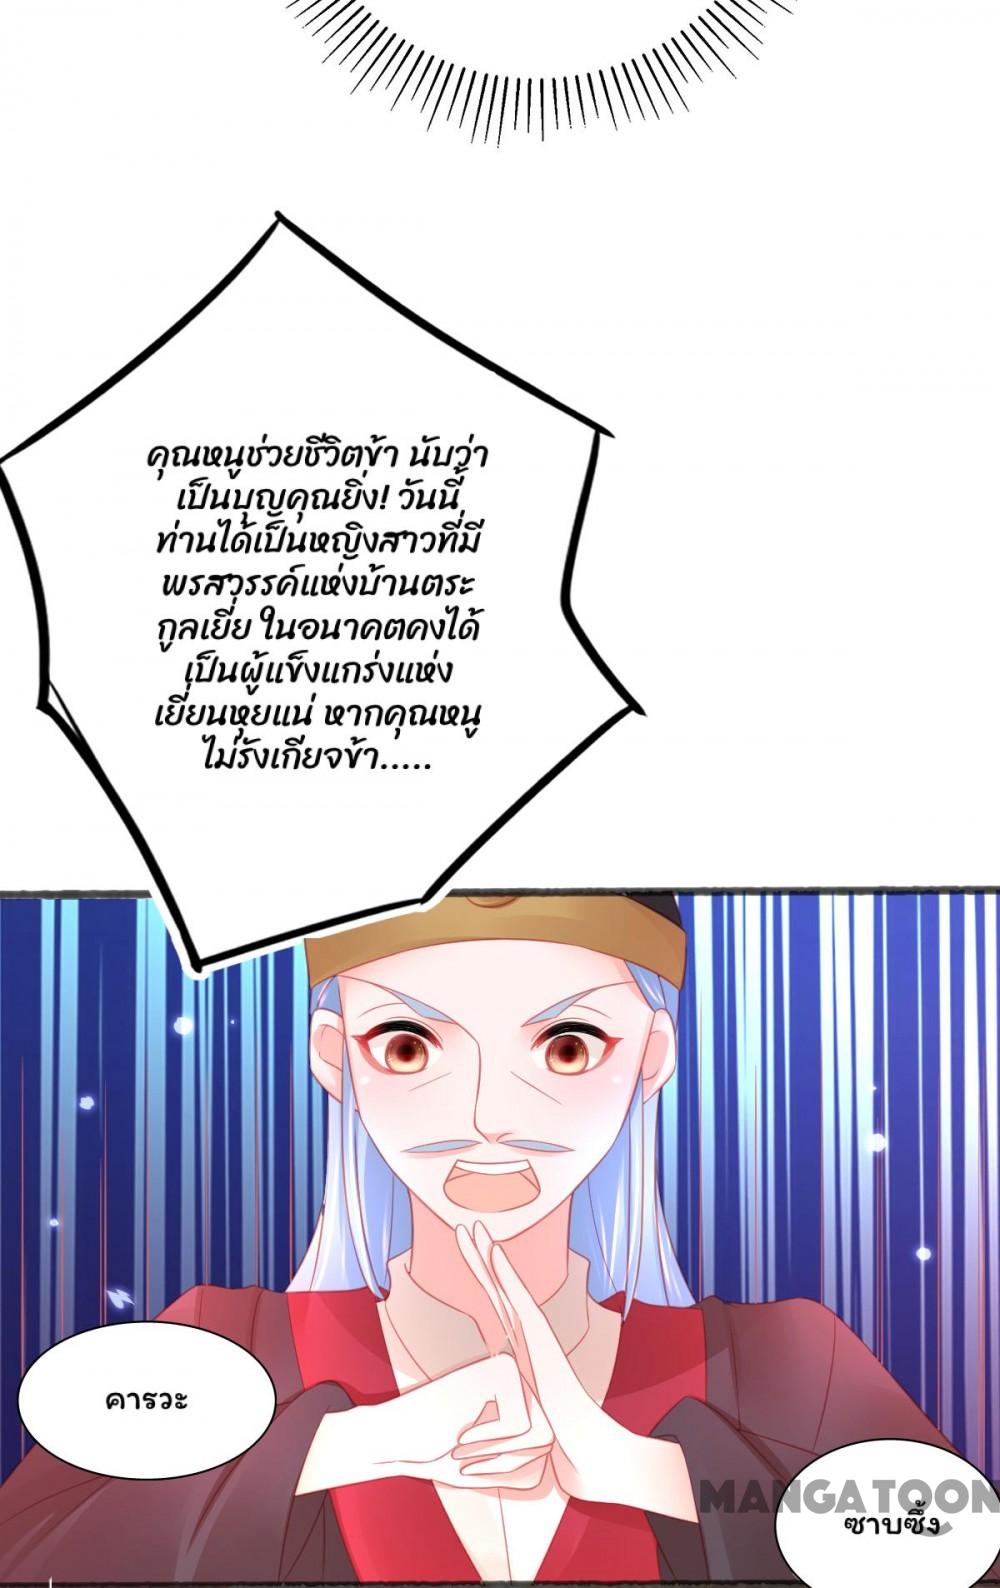 คุณหนูช่วยชีวิตข้า นับว่า
เป็นบุญคุณยิ่ง! วันนี้
ท่านได้เป็นหญิงสาวที่มี
พรสวรรค์แห่งบ้านตระ
กูลเยี่ย ในอนาคตคงได้
เป็นผู้แข็งแกร่งแห่ง
เยี่ยนหุยแน่ หากคุณหนู
ไม่รังเกียจข้า.....
คารวะ
MANGATOON
ซาบซึ้ง